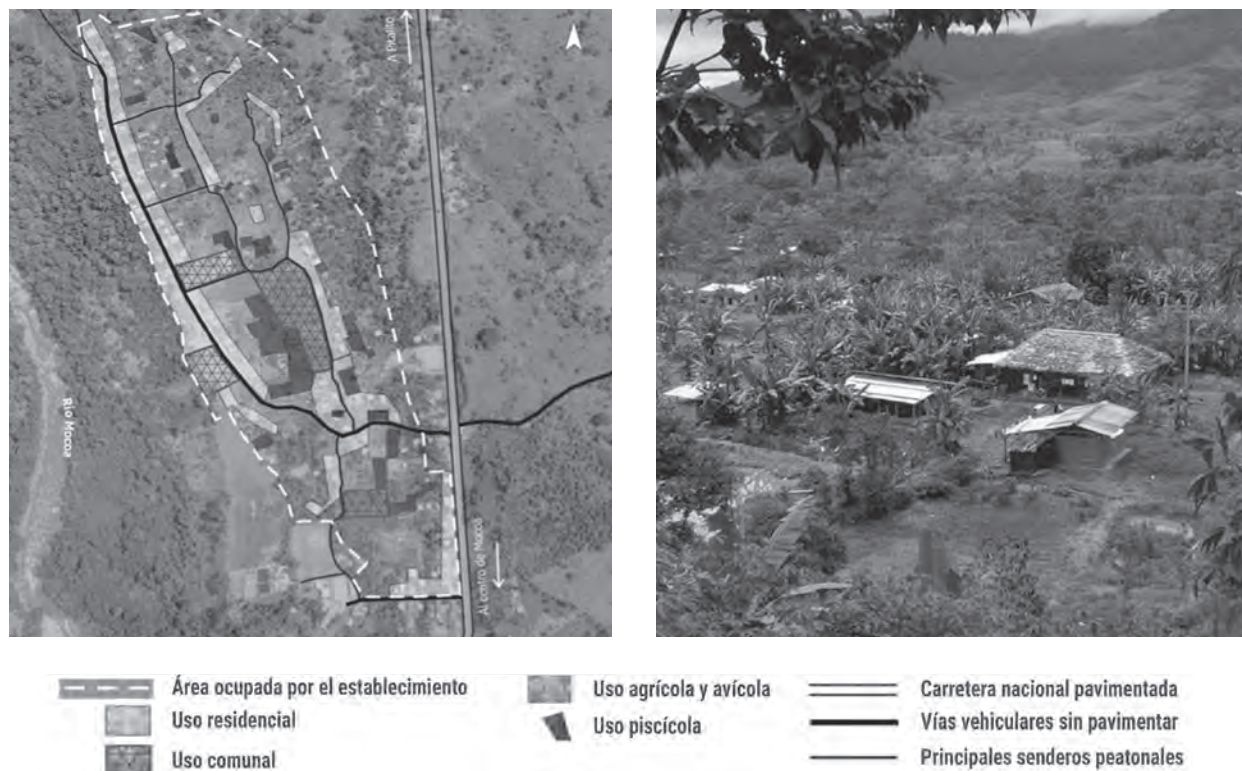 A Pitalito
Río Mocoa
Al centro de Mocoa
Área ocupada por el establecimiento
Uso residencial
Uso comunal
Uso agrícola y avícola
Uso piscícola
Carretera nacional pavimentada
Vías vehiculares sin pavimentar
Principales senderos peatonales